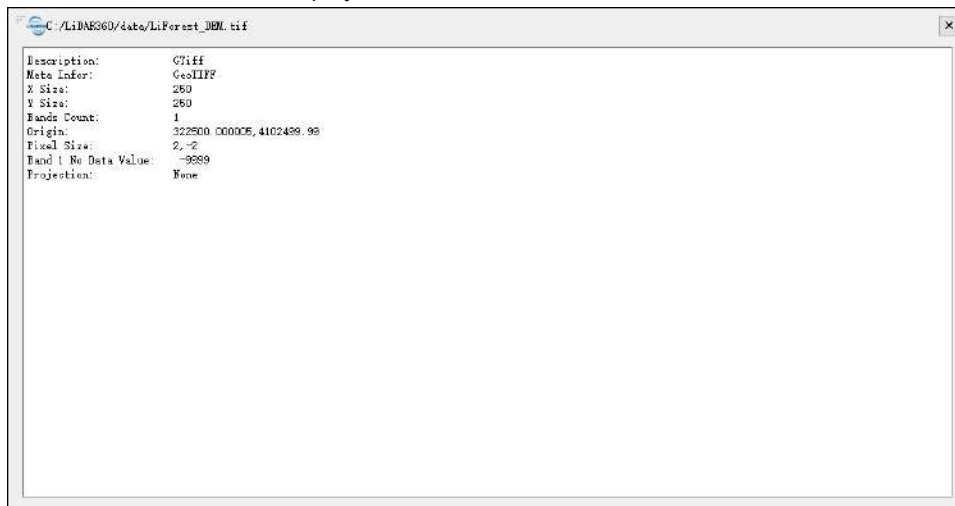 C:/LiDAR360/data/LiForest_DEM.tif
Description: GTiff
Meta Infor: GeoTIFF
X Size: 250
Y Size: 250
Bands Count: 1
Origin: 322500.000005,4102499.99
Pixel Size: 2,-2
Band 1 No Data Value: -9999
Projection: None